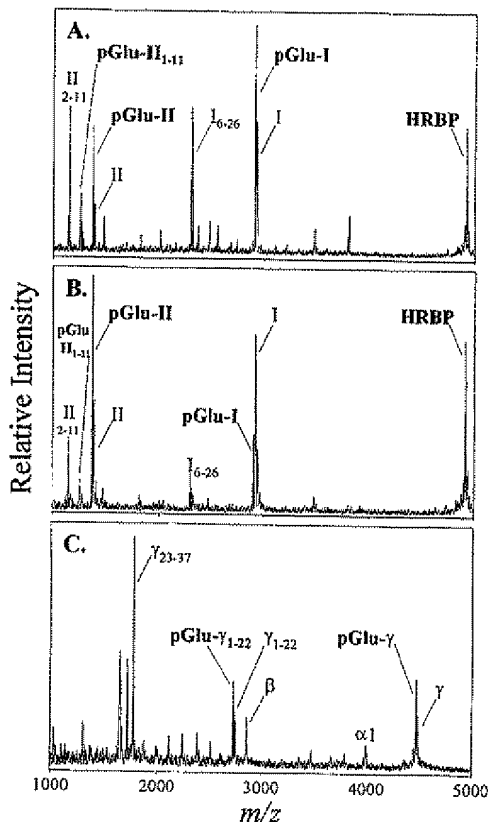 A.
pGlu-II1-11
pGlu-I
II
2-11
pGlu-II
I6-26
I
HRBP
II
B.
pGlu-II
I
HRBP
pGlu
II1-11
II
2-11
II
pGlu-I
I
6-26
Relative Intensity
C.
γ23-37
pGlu-γ1-22
γ1-22
β
pGlu-γ
γ
α1
1000 2000 3000 4000 5000
m/z